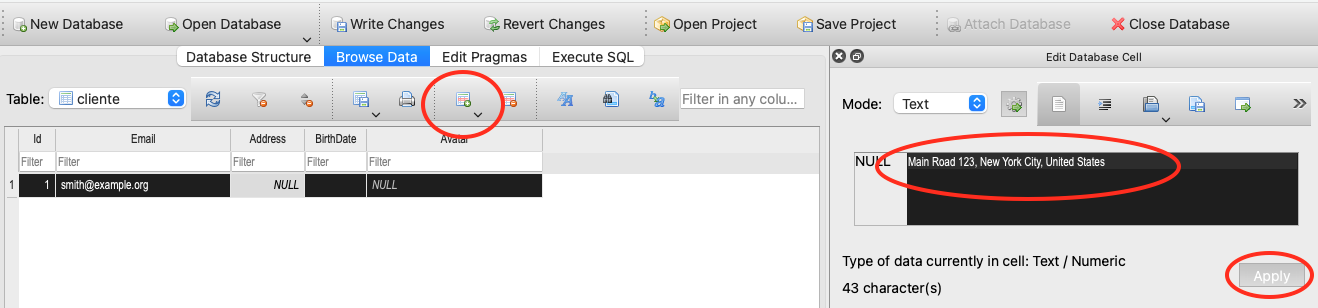 New Database Open Database Write Changes Revert Changes Open Project Save Project Attach Database Close Database
Database Structure Browse Data Edit Pragmas Execute SQL
Table: cliente Filter in any colu...
Id Email Address BirthDate Avatar
Filter Filter Filter Filter Filter
1 1 smith@example.org NULL NULL
Edit Database Cell
Mode: Text
NULL Main Road 123, New York City, United States
Type of data currently in cell: Text / Numeric
43 character(s)
Apply